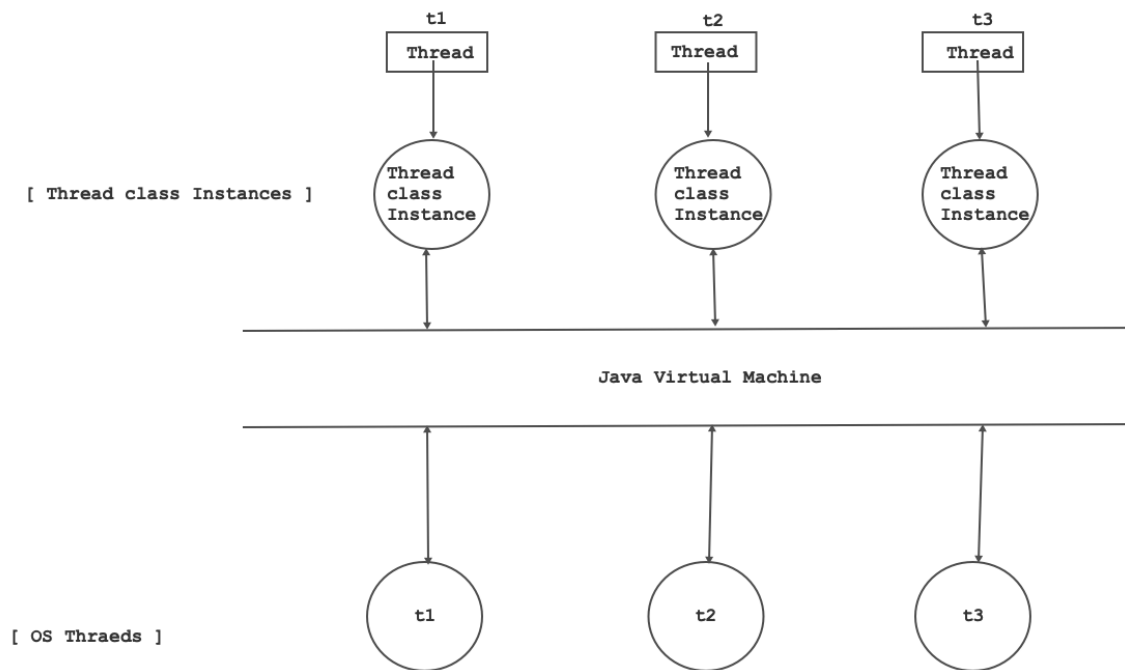 t1
t2
t3
Thread
Thread
Thread
Thread
class
Instance
Thread
class
Instance
Thread
class
Instance
[ Thread class Instances ]
Java Virtual Machine
t1
t2
t3
[ OS Thraeds ]